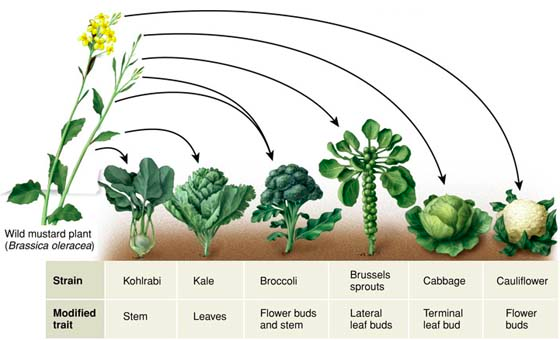 Wild mustard plant
(Brassica oleracea)
Strain
Kohlrabi
Kale
Broccoli
Brussels
sprouts
Cabbage
Cauliflower
Modified
trait
Stem
Leaves
Flower buds
and stem
Lateral
leaf buds
Terminal
leaf bud
Flower
buds